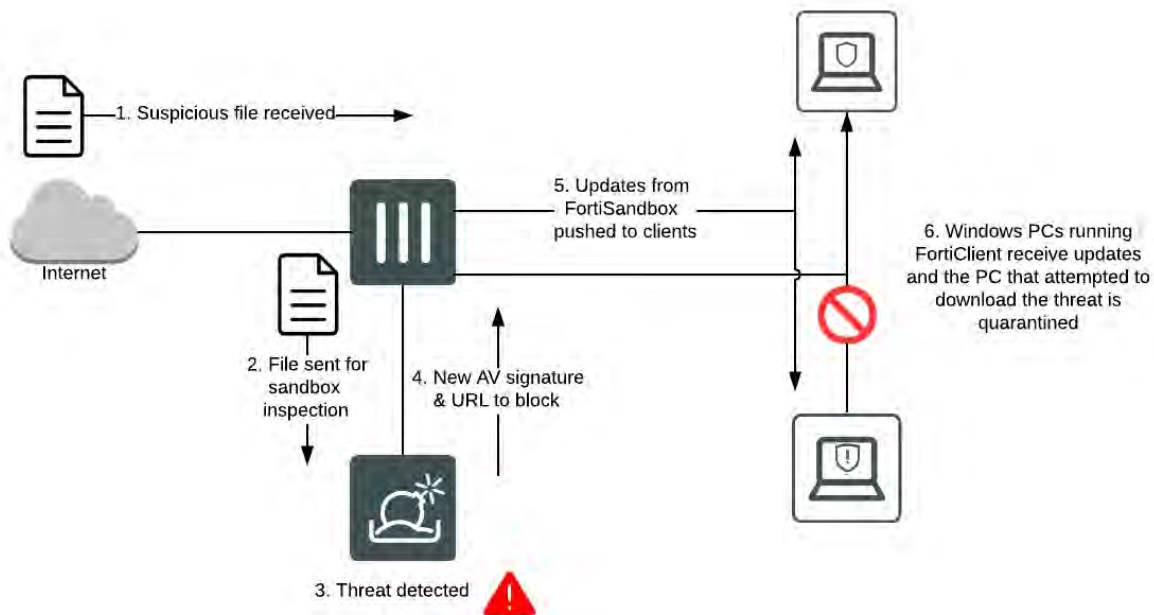 1. Suspicious file received
Internet
2. File sent for
sandbox
inspection
3. Threat detected
4. New AV signature
& URL to block
5. Updates from
FortiSandbox
pushed to clients
6. Windows PCs running
FortiClient receive updates
and the PC that attempted to
download the threat is
quarantined